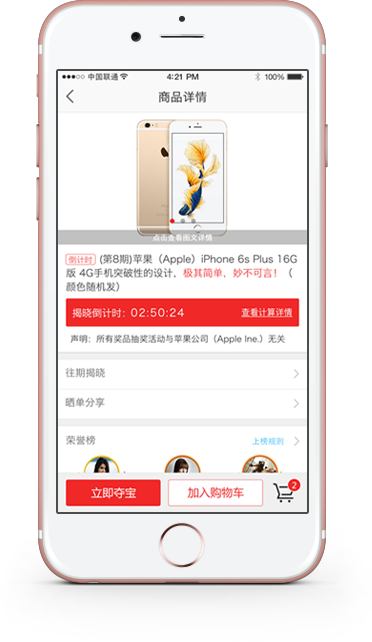 中国联通
4:21 PM
100%
商品详情
点击查看图文详情
倒计时 (第8期)苹果（Apple）iPhone 6s Plus 16G
版 4G手机突破性的设计，极其简单，妙不可言！（
颜色随机发）
揭晓倒计时：02:50:24
查看计算详情
声明：所有奖品抽奖活动与苹果公司（Apple Ine.）无关
往期揭晓
晒单分享
荣誉榜
上榜规则
立即夺宝
加入购物车
2